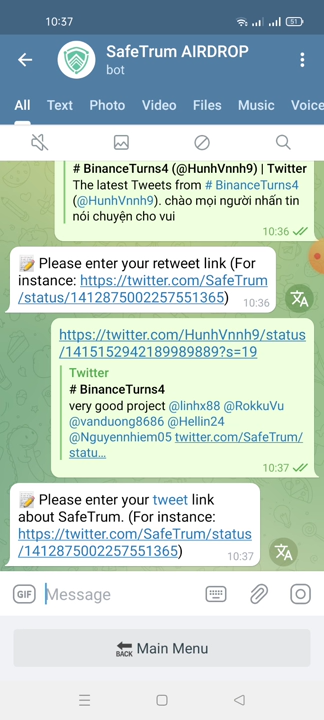 10:37
51
SafeTrum AIRDROP
bot
All Text Photo Video Files Music Voice
# BinanceTurns4 (@HunhVnnh9) | Twitter
The latest Tweets from # BinanceTurns4
(@HunhVnnh9). chào mọi người nhắn tin
nói chuyện cho vui
10:36
Please enter your retweet link (For
instance: https://twitter.com/SafeTrum
/status/1412875002257551365)
10:36
https://twitter.com/HunhVnnh9/status
/1415152942189989889?s=19
Twitter
# BinanceTurns4
very good project @linhx88 @RokkuVu
@vanduong8686 @Hellin24
@Nguyennhiem05 twitter.com/SafeTrum/
statu…
10:37
Please enter your tweet link
about SafeTrum. (For instance:
https://twitter.com/SafeTrum/status
/1412875002257551365)
10:37
GIF Message
BACK Main Menu